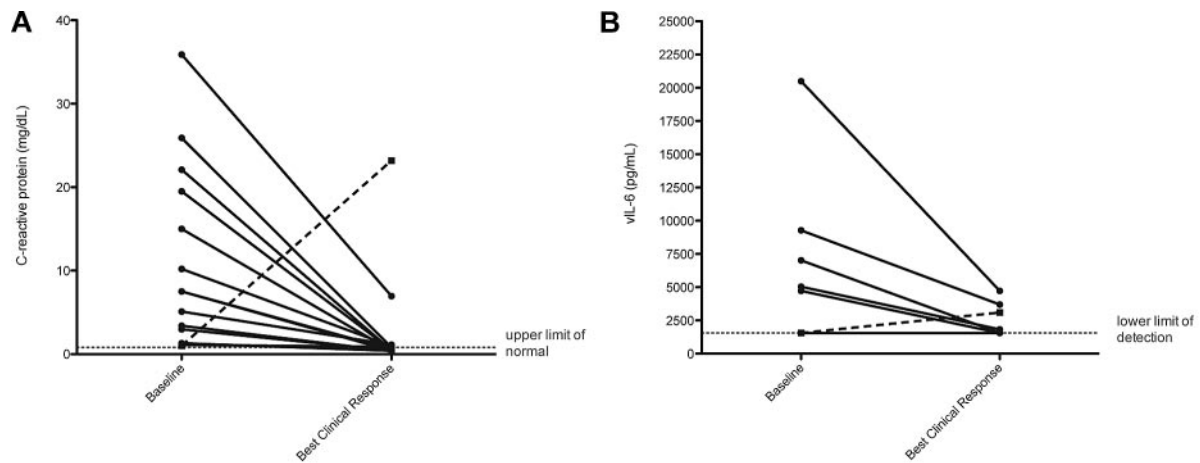 A
C-reactive protein (mg/dL)
40
30
20
10
0
upper limit of
normal
Baseline
Best Clinical Response
B
vIL-6 (pg/mL)
25000
22500
20000
17500
15000
12500
10000
7500
5000
2500
0
lower limit of
detection
Baseline
Best Clinical Response